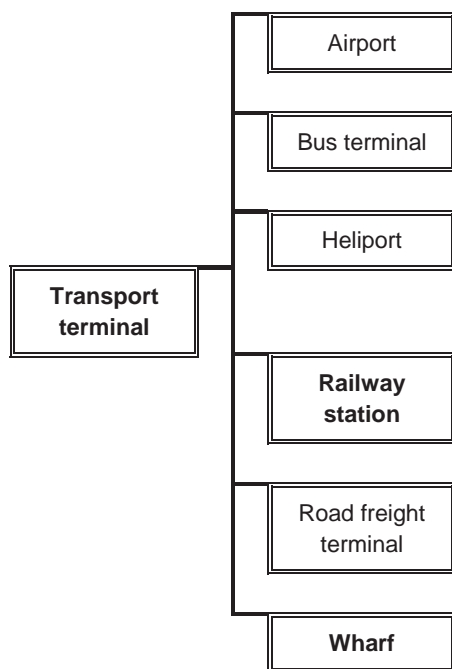 Airport
Bus terminal
Heliport
Transport
terminal
Railway
station
Road freight
terminal
Wharf